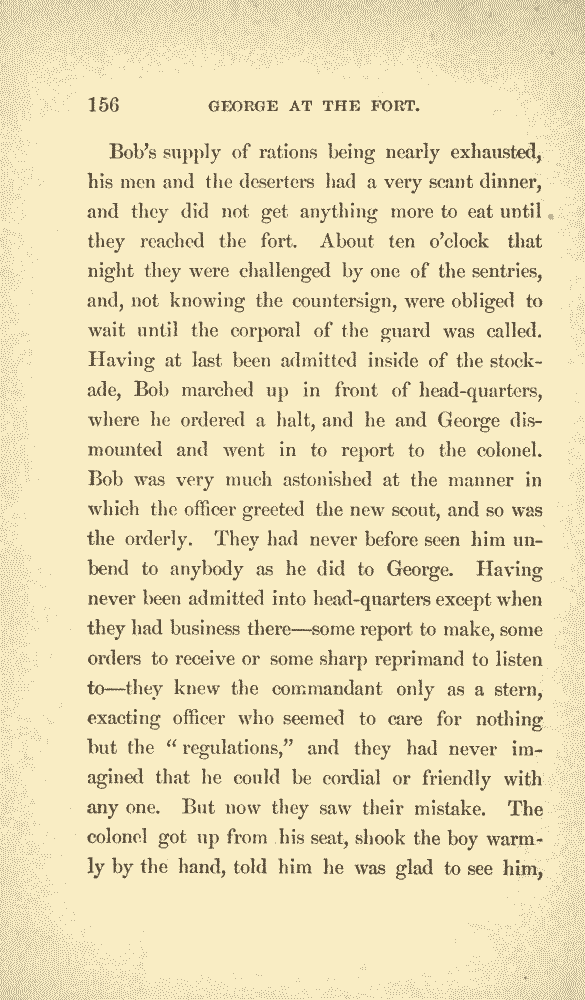 156 GEORGE AT THE FORT.
Bob's supply of rations being nearly exhausted,
his men and the deserters had a very scant dinner,
and they did not get anything more to eat until
they reached the fort. About ten o'clock that
night they were challenged by one of the sentries,
and, not knowing the countersign, were obliged to
wait until the corporal of the guard was called.
Having at last been admitted inside of the stock-
ade, Bob marched up in front of head-quarters,
where he ordered a halt, and he and George dis-
mounted and went in to report to the colonel.
Bob was very much astonished at the manner in
which the officer greeted the new scout, and so was
the orderly. They had never before seen him un-
bend to anybody as he did to George. Having
never been admitted into head-quarters except when
they had business there—some report to make, some
orders to receive or some sharp reprimand to listen
to—they knew the commandant only as a stern,
exacting officer who seemed to care for nothing
but the “regulations,” and they had never im-
agined that he could be cordial or friendly with
any one. But now they saw their mistake. The
colonel got up from his seat, shook the boy warm-
ly by the hand, told him he was glad to see him,